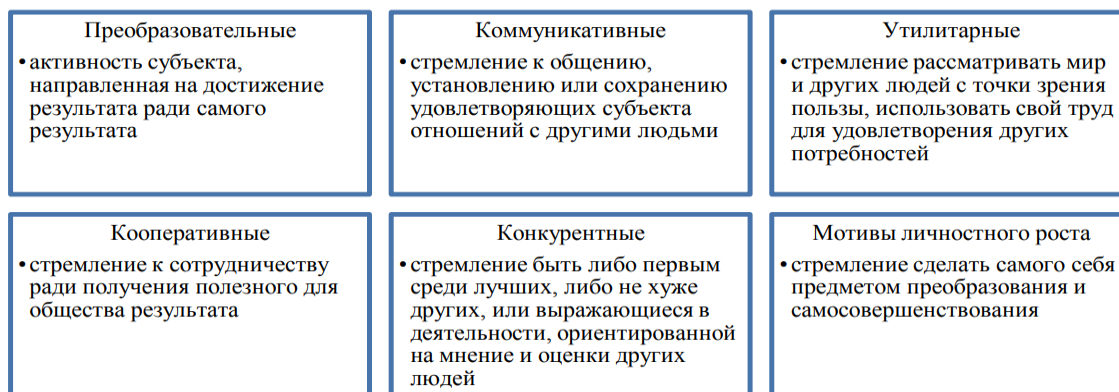 Преобразовательные
•активность субъекта,
направленная на достижение
результата ради самого
результата
Коммуникативные
•стремление к общению,
установлению или сохранению
удовлетворяющих субъекта
отношений с другими людьми
Утилитарные
•стремление рассматривать мир
и других людей с точки зрения
пользы, использовать свой труд
для удовлетворения других
потребностей
Кооперативные
•стремление к сотрудничеству
ради получения полезного для
общества результата
Конкурентные
•стремление быть либо первым
среди лучших, либо не хуже
других, или выражающиеся в
деятельности, ориентированной
на мнение и оценки других
людей
Мотивы личностного роста
•стремление сделать самого себя
предметом преобразования и
самосовершенствования